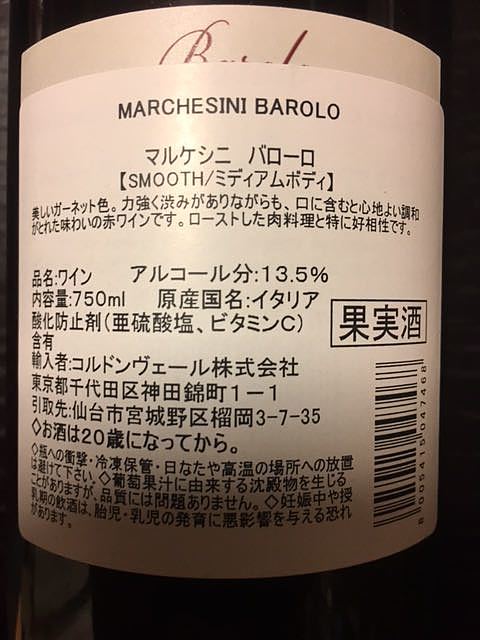 Barolo
MARCHESINI BAROLO
マルケシニ バローロ
【SMOOTH/ミディアムボディ】
美しいガーネット色。力強く渋みがありながらも、口に含むと心地よい調和
がとれた味わいの赤ワインです。ローストした肉料理と特に好相性です。
品名:ワイン アルコール分:13.5%
内容量:750ml 原産国名:イタリア
酸化防止剤(亜硫酸塩、ビタミンC)
含有
果実酒
輸入者:コルドンヴェール株式会社
東京都千代田区神田錦町1-1
引取先:仙台市宮城野区榴岡3-7-35
◇お酒は20歳になってから。
◇瓶への衝撃・冷凍保管・日なたや高温の場所への放置
は避けて下さい。◇葡萄果汁に由来する沈殿物を生じる
ことがありますが、品質には問題ありません。◇妊娠中や授
乳期の飲酒は、胎児・乳児の発育に悪影響を与える恐れ
があります。
8005415047468